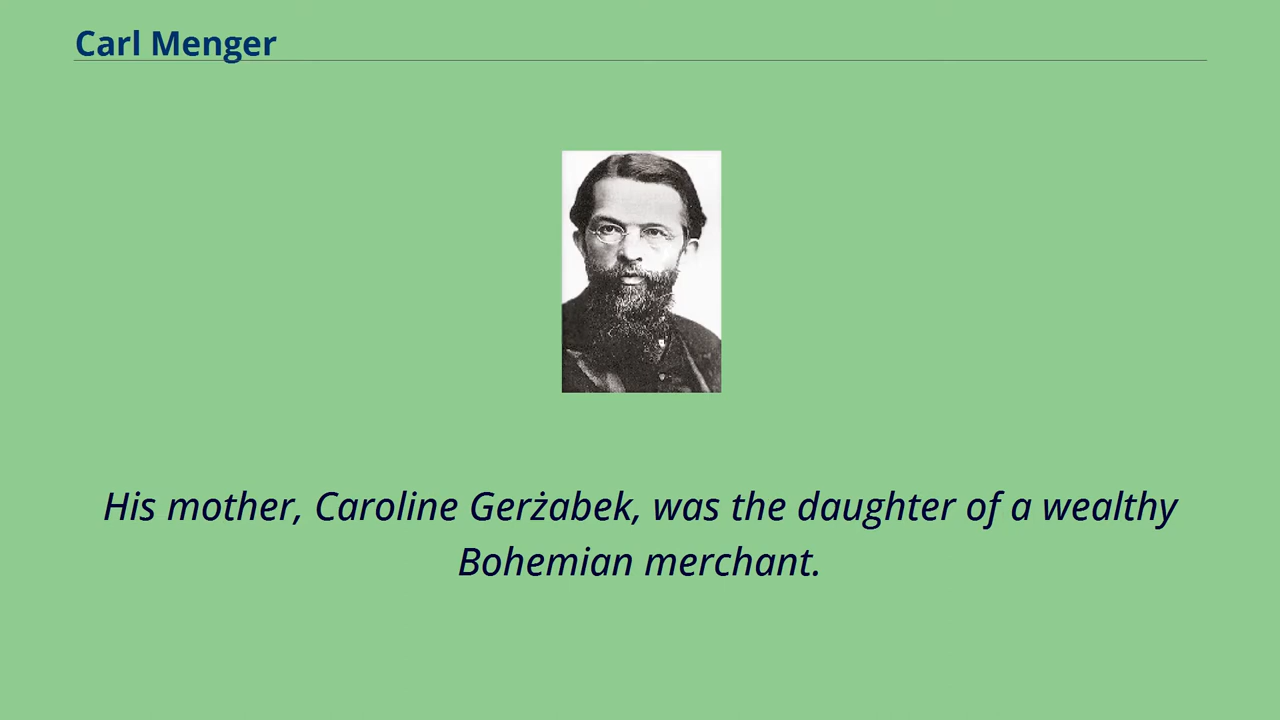 Carl Menger
His mother, Caroline Gerżabek, was the daughter of a wealthy
Bohemian merchant.